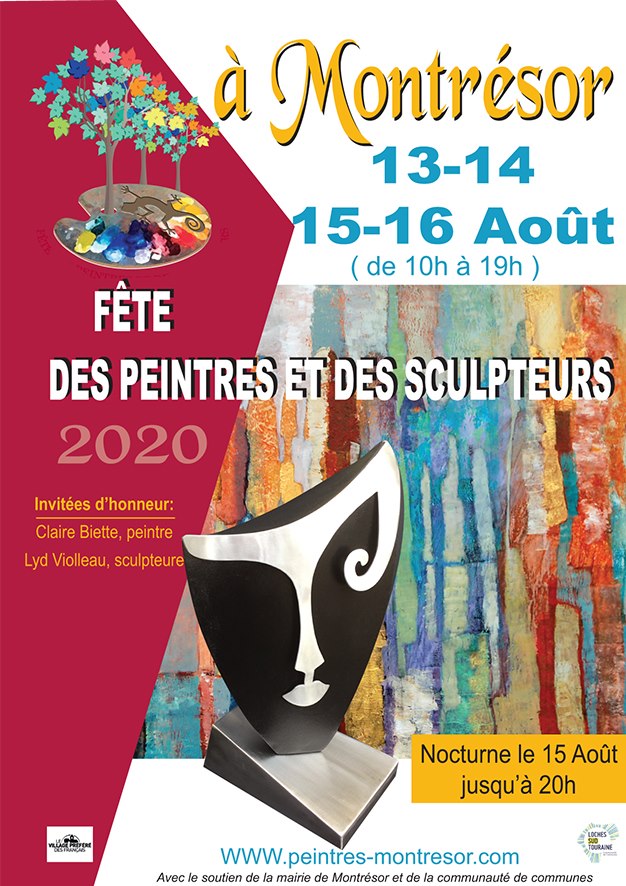 à Montrésor
13-14
15-16 Août
( de 10h à 19h )
FÊTE
DES PEINTRES ET DES SCULPTEURS
2020
Invitées d’honneur:
Claire Biette, peintre
Lyd Violleau, sculpteure
Nocturne le 15 Août
jusqu’à 20h
LE
VILLAGE PRÉFÉRÉ
DES FRANÇAIS
LOCHES
SUD
TOURAINE
WWW.peintres-montresor.com
Avec le soutien de la mairie de Montrésor et de la communauté de communes